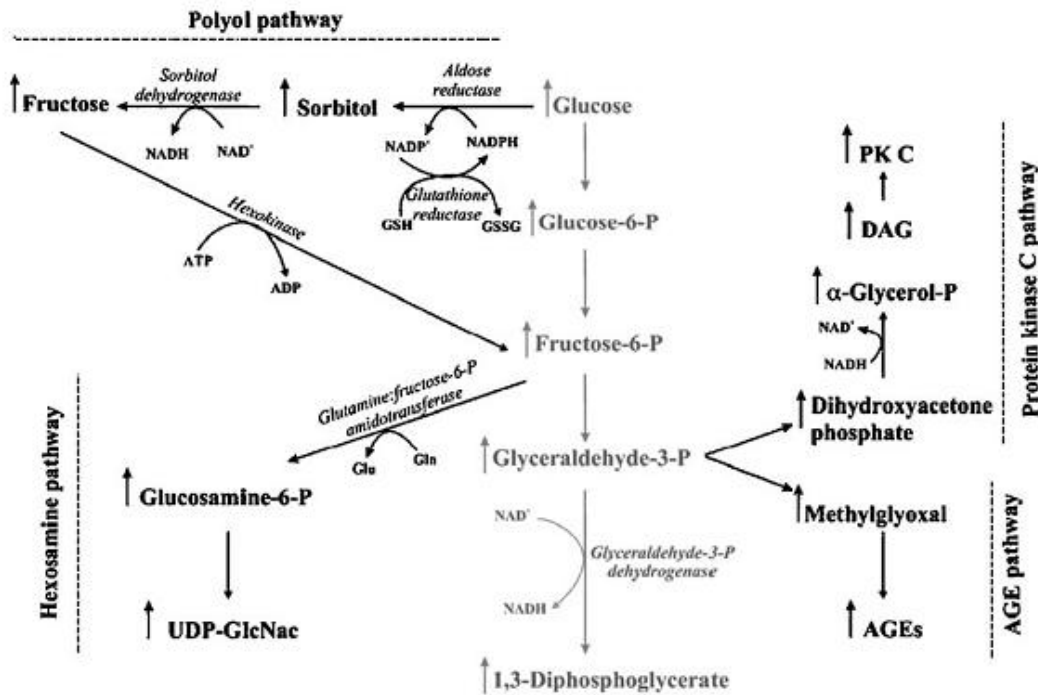 Polyol pathway
Sorbitol
dehydrogenase
Aldose
reductase
Fructose
Sorbitol
Glucose
NADH
NAD⁺
NADP⁺
NADPH
Glutathione
reductase
GSH
GSSG
Glucose-6-P
Hexokinase
ATP
ADP
Fructose-6-P
PK C
DAG
α-Glycerol-P
NAD⁺
NADH
Dihydroxyacetone
phosphate
Protein kinase C pathway
Glutamine:fructose-6-P
amidotransferase
Glu
Gln
Glyceraldehyde-3-P
Glucosamine-6-P
Methylglyoxal
NAD⁺
Glyceraldehyde-3-P
dehydrogenase
NADH
UDP-GlcNac
AGEs
Hexosamine pathway
AGE pathway
1,3-Diphosphoglycerate